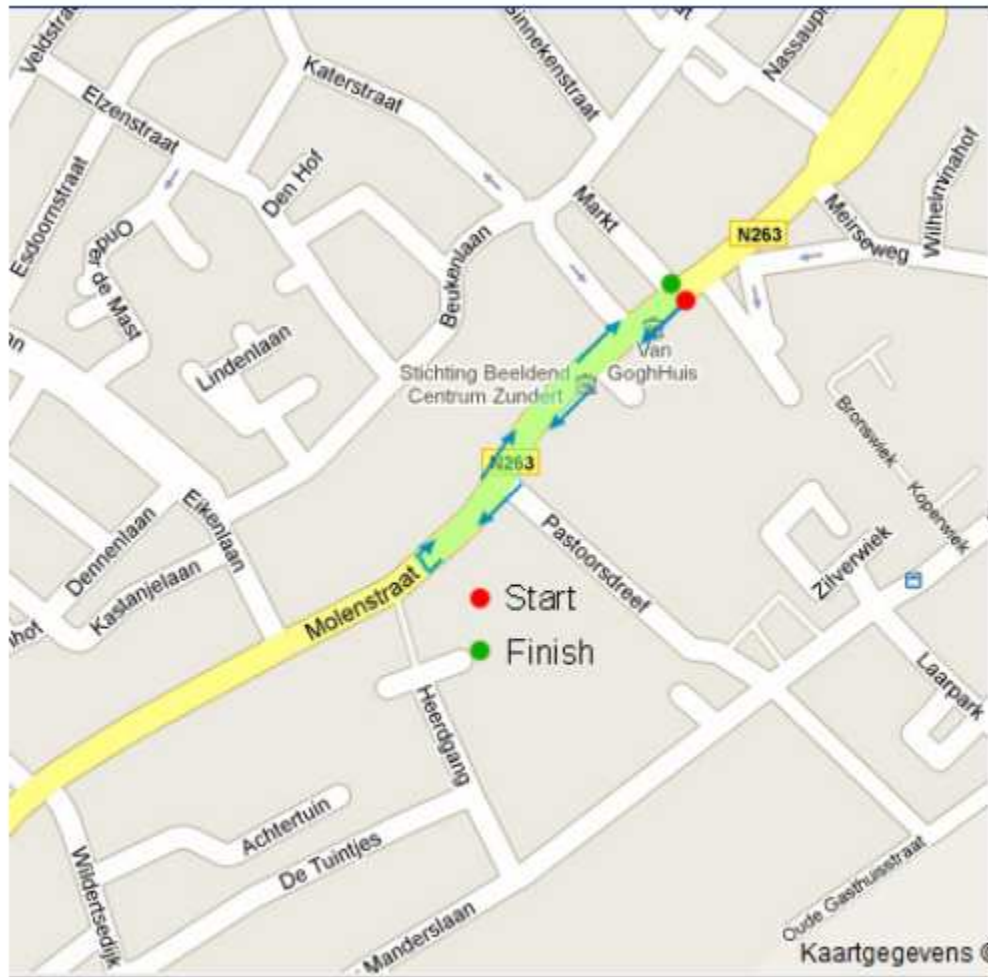 Veldstraat
Sinnekenstraat
Nassaupl
Katerstraat
Elzenstraat
Den Hof
Esdoornstraat
Onder de Mast
Markt
N263
Meirseweg
Wilhelminahof
Beukenlaan
Lindenlaan
Van
GoghHuis
Stichting Beeldend
Centrum Zundert
N263
Bronswiek
Koperwiek
Eikenlaan
Dennenlaan
Kastanjelaan
Pastoorsdreef
Zilverwiek
Molenstraat
Start
Finish
Laarpark
Heerdgang
Achtertuin
De Tuintjes
Wildertsedijk
Manderslaan
Oude Gasthuisstraat
Kaartgegevens ©